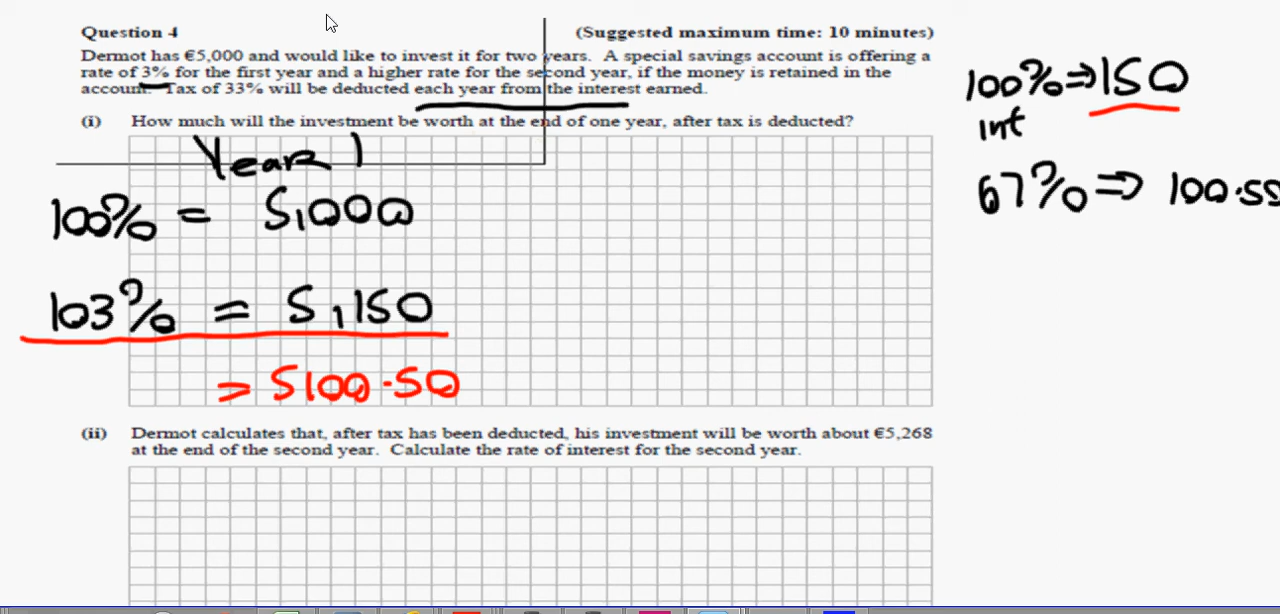 Question 4 (Suggested maximum time: 10 minutes)
Dermot has €5,000 and would like to invest it for two years. A special savings account is offering a
rate of 3% for the first year and a higher rate for the second year, if the money is retained in the
account. Tax of 33% will be deducted each year from the interest earned.
(i) How much will the investment be worth at the end of one year, after tax is deducted?
Year 1
100% = 5,000
103% = 5,150
= 5100.50
100% ⇒ 150
int
67% ⇒ 100.5
(ii) Dermot calculates that, after tax has been deducted, his investment will be worth about €5,268
at the end of the second year. Calculate the rate of interest for the second year.